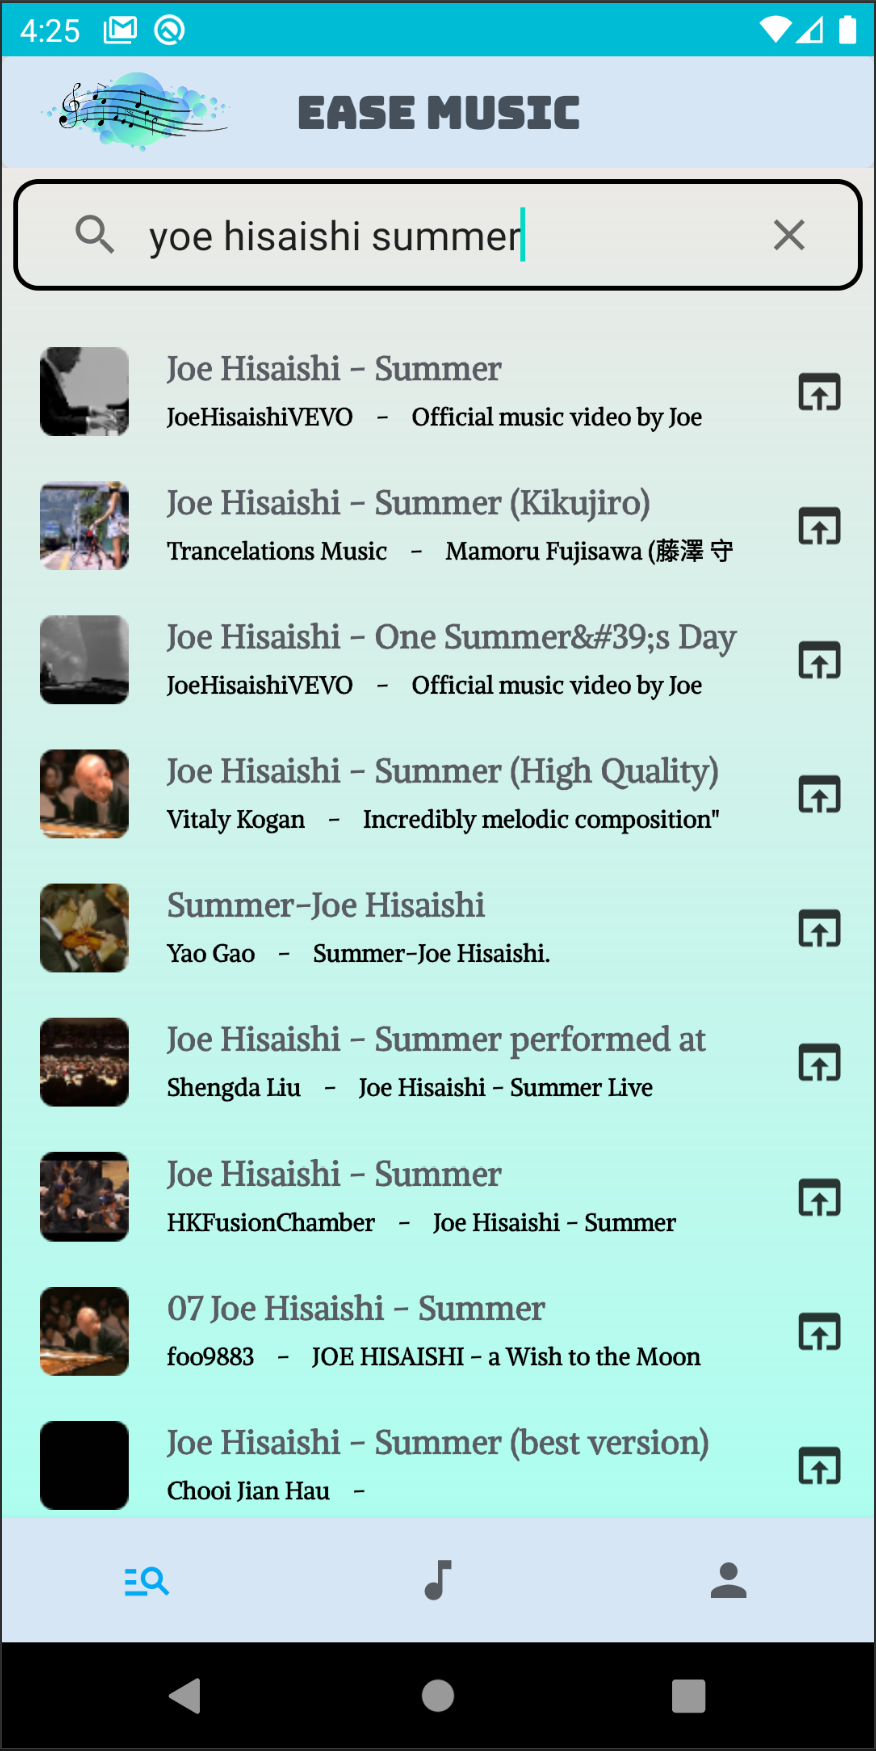 4:25
EASE MUSIC
yoe hisaishi summer
Joe Hisaishi - Summer
JoeHisaishiVEVO - Official music video by Joe
Joe Hisaishi - Summer (Kikujiro)
Trancelations Music - Mamoru Fujisawa (藤澤 守
Joe Hisaishi - One Summer&#39;s Day
JoeHisaishiVEVO - Official music video by Joe
Joe Hisaishi - Summer (High Quality)
Vitaly Kogan - Incredibly melodic composition"
Summer-Joe Hisaishi
Yao Gao - Summer-Joe Hisaishi.
Joe Hisaishi - Summer performed at
Shengda Liu - Joe Hisaishi - Summer Live
Joe Hisaishi - Summer
HKFusionChamber - Joe Hisaishi - Summer
07 Joe Hisaishi - Summer
foo9883 - JOE HISAISHI - a Wish to the Moon
Joe Hisaishi - Summer (best version)
Chooi Jian Hau -